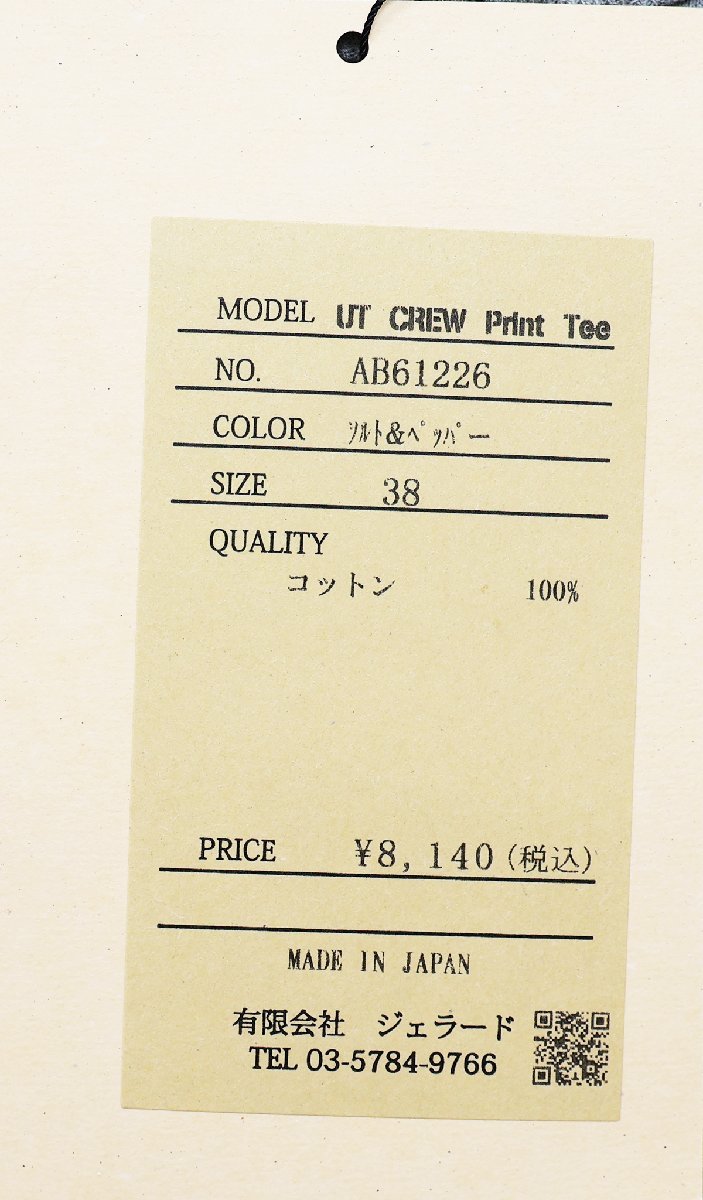 MODEL UT CREW Print Tee
NO. AB61226
COLOR ｿﾙﾄ&ﾍﾟｯﾊﾟー
SIZE 38
QUALITY
コットン 100%
PRICE ¥8,140(税込)
MADE IN JAPAN
有限会社 ジェラード
TEL 03-5784-9766